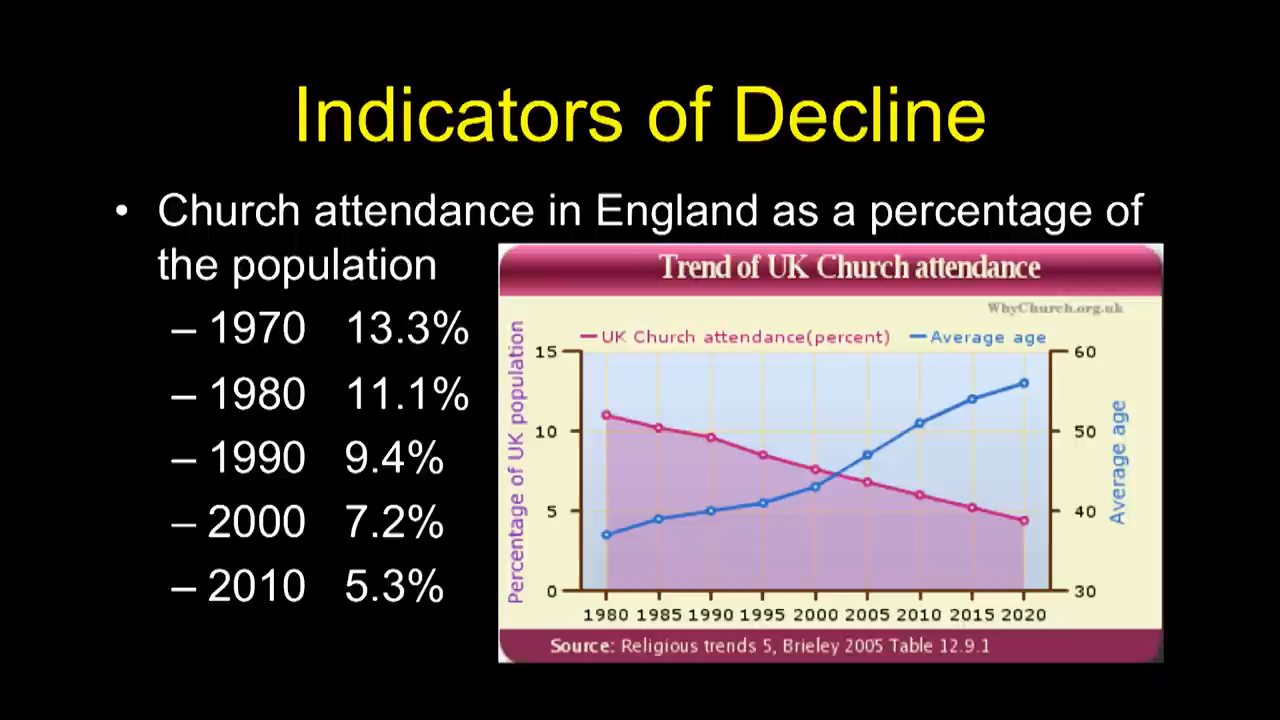 Indicators of Decline
• Church attendance in England as a percentage of
the population
– 1970 13.3%
– 1980 11.1%
– 1990 9.4%
– 2000 7.2%
– 2010 5.3%
Trend of UK Church attendance
WhyChurch.org.uk
UK Church attendance(percent) Average age
Percentage of UK population
15
10
5
0
60
50
40
30
Average age
1980 1985 1990 1995 2000 2005 2010 2015 2020
Source: Religious trends 5, Brieley 2005 Table 12.9.1